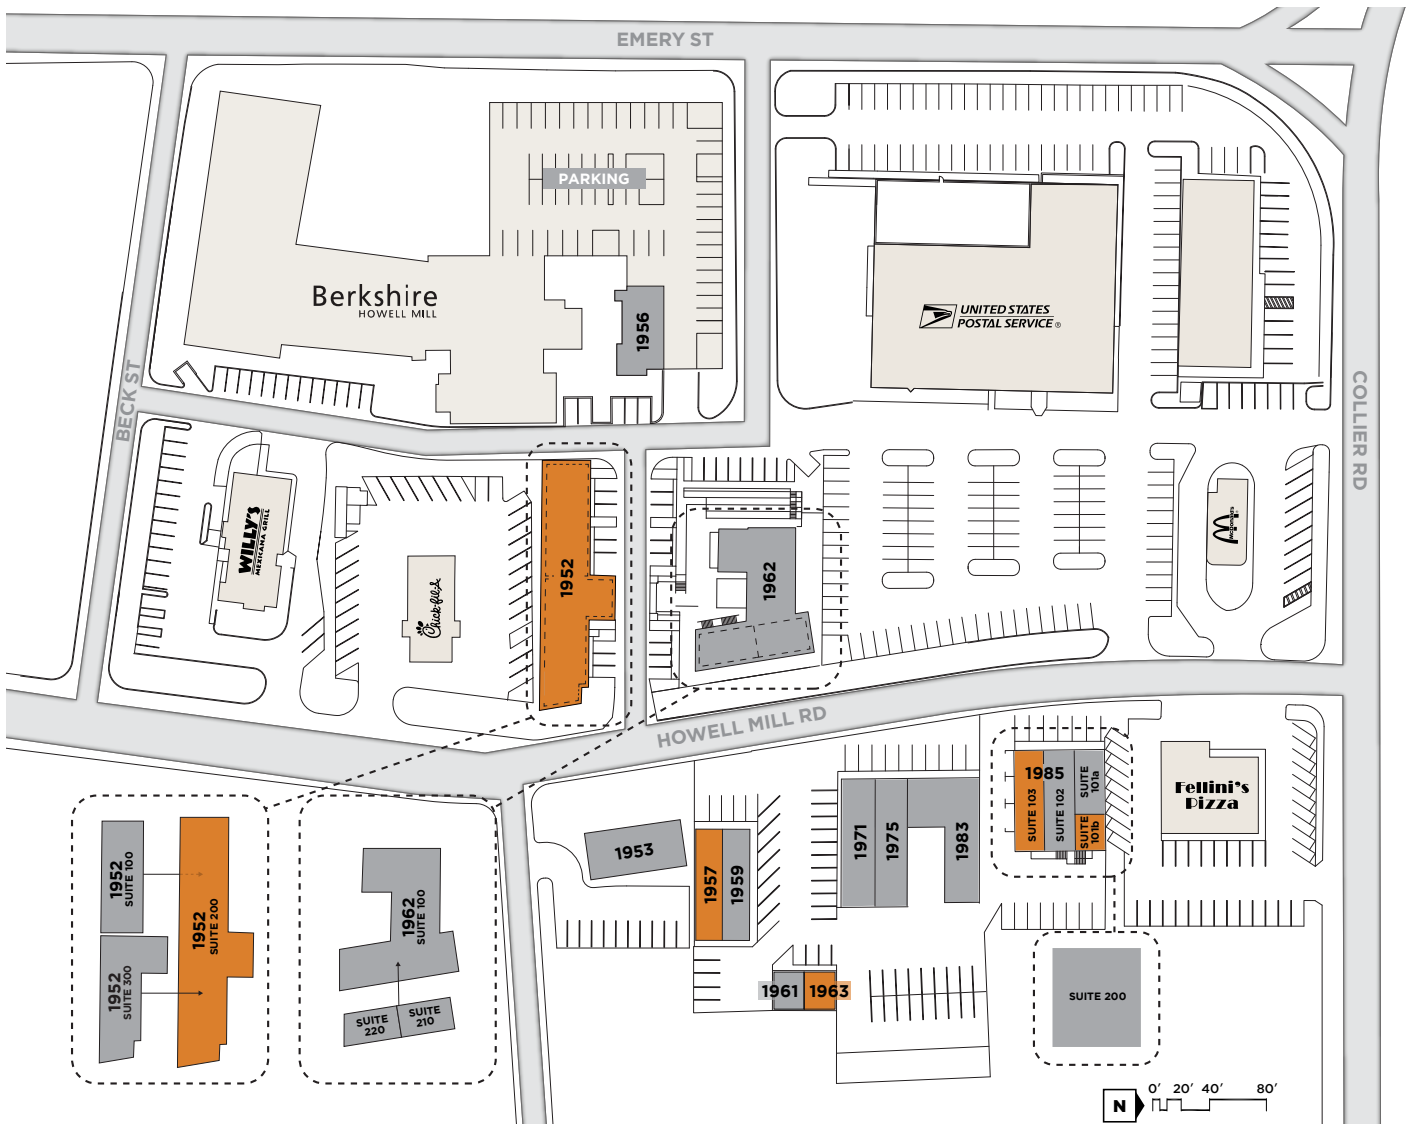 EMERY ST
PARKING
Berkshire
HOWELL MILL
1956
UNITED STATES
POSTAL SERVICE®
BECK ST
COLLIER RD
WILLY'S
MEXICANA GRILL
Chick-fil-A
1952
1962
McDonald's
HOWELL MILL RD
1952
SUITE 100
1952
SUITE 200
1952
SUITE 300
1962
SUITE 100
SUITE
220
SUITE
210
1953
1957
1959
1971
1975
1983
1985
SUITE 103
SUITE 102
SUITE
101a
SUITE
101b
Fellini's
Pizza
1961
1963
SUITE 200
N
0' 20' 40' 80'